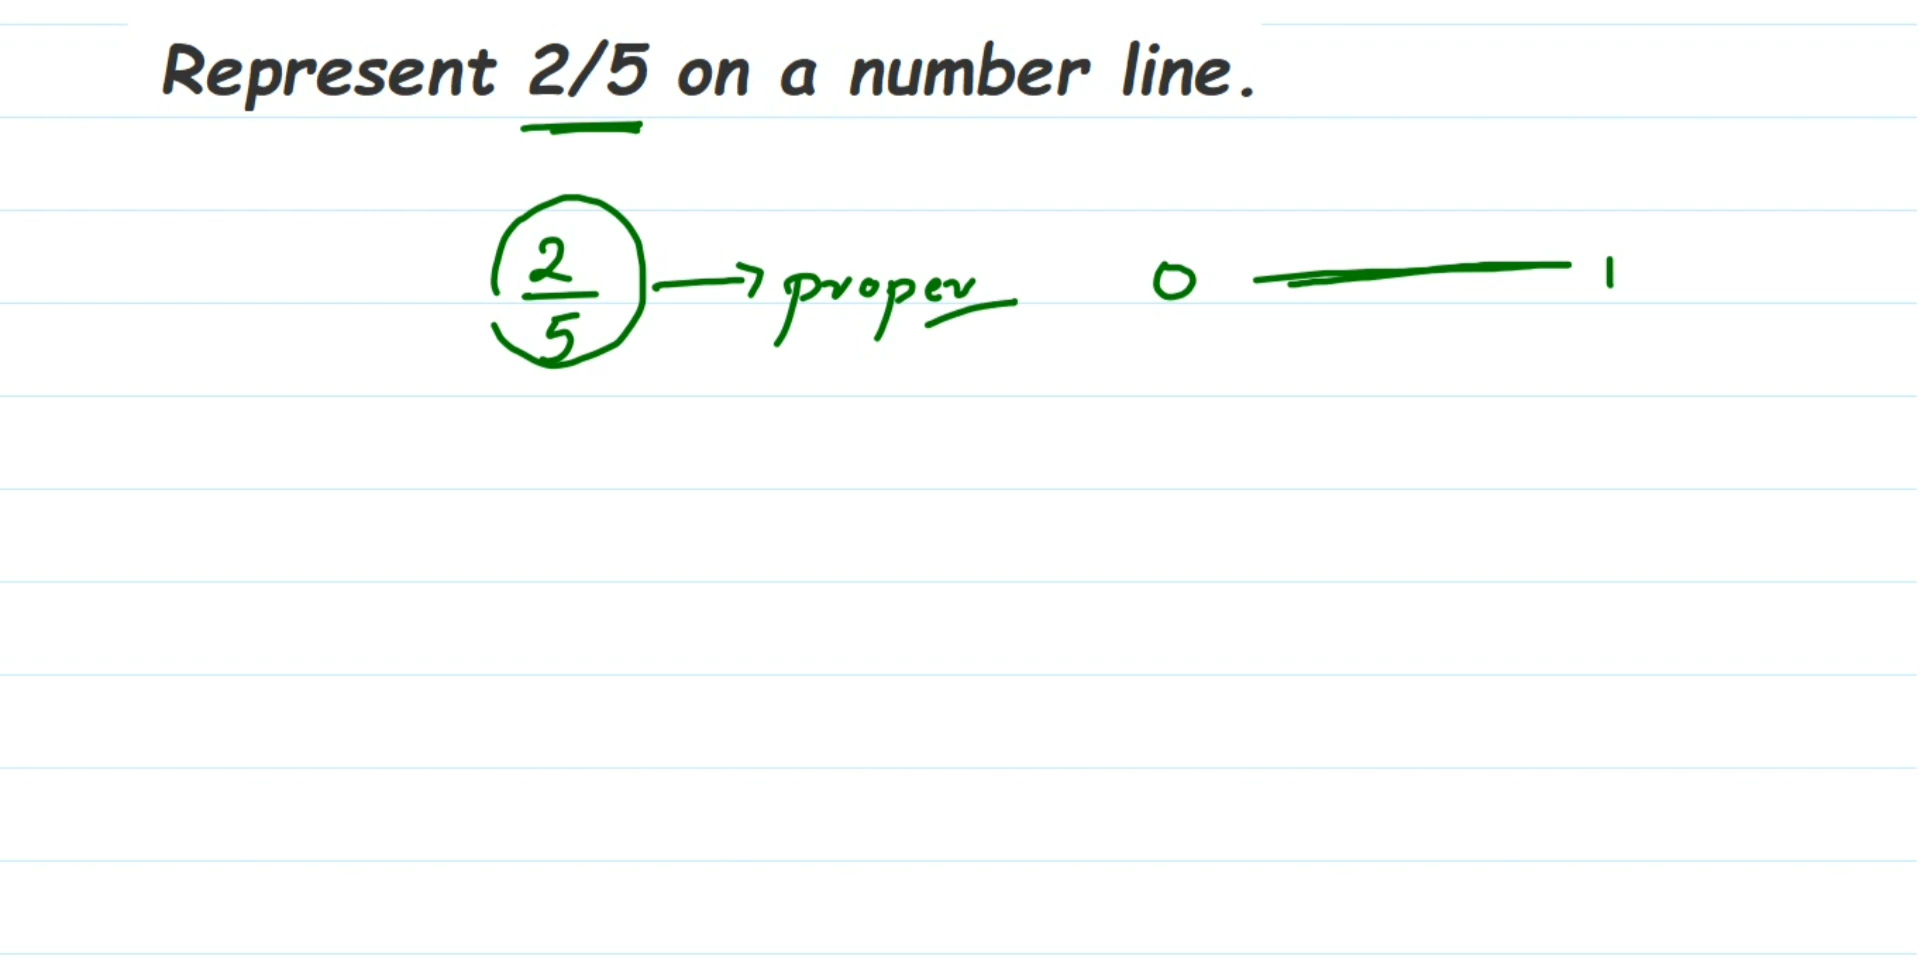 Represent 2/5 on a number line.
2/5 → proper 0 — 1